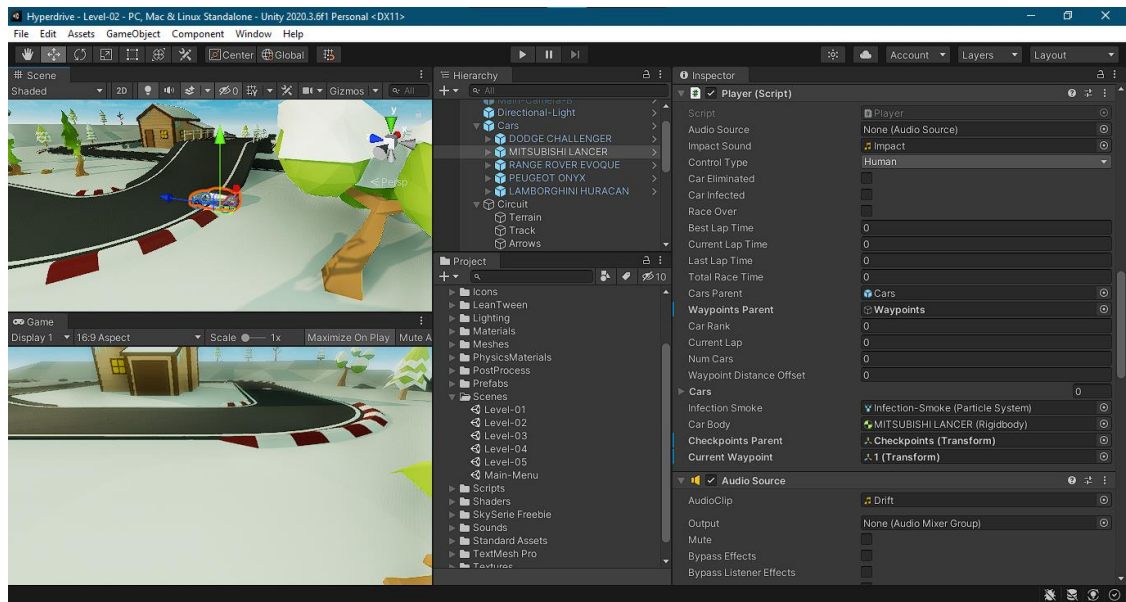 Hyperdrive - Level-02 - PC, Mac & Linux Standalone - Unity 2020.3.6f1 Personal <DX11>
File Edit Assets GameObject Component Window Help
Center Global
Account Layers Layout
Scene
Shaded 2D 0 Gizmos All
y
Persp
Game
Display 1 16:9 Aspect Scale 1x Maximize On Play Mute A
Hierarchy
All
Main-Camera-B
Directional-Light
Cars
DODGE CHALLENGER
MITSUBISHI LANCER
RANGE ROVER EVOQUE
PEUGEOT ONYX
LAMBORGHINI HURACAN
Circuit
Terrain
Track
Arrows
Project
10
Icons
LeanTween
Lighting
Materials
Meshes
PhysicsMaterials
PostProcess
Prefabs
Scenes
Level-01
Level-02
Level-03
Level-04
Level-05
Main-Menu
Scripts
Shaders
SkySerie Freebie
Sounds
Standard Assets
TextMesh Pro
Textures
Inspector
Player (Script)
Script Player
Audio Source None (Audio Source)
Impact Sound Impact
Control Type Human
Car Eliminated
Car Infected
Race Over
Best Lap Time 0
Current Lap Time 0
Last Lap Time 0
Total Race Time 0
Cars Parent Cars
Waypoints Parent Waypoints
Car Rank 0
Current Lap 0
Num Cars 0
Waypoint Distance Offset 0
Cars 0
Infection Smoke Infection-Smoke (Particle System)
Car Body MITSUBISHI LANCER (Rigidbody)
Checkpoints Parent Checkpoints (Transform)
Current Waypoint 1 (Transform)
Audio Source
AudioClip Drift
Output None (Audio Mixer Group)
Mute
Bypass Effects
Bypass Listener Effects